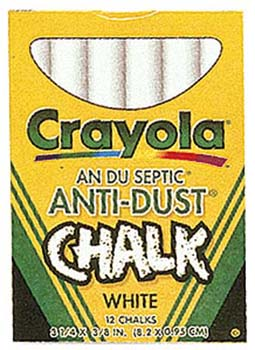 Crayola®
AN DU SEPTIC®
ANTI-DUST®
CHALK
WHITE
12 CHALKS
3 1/4 X 3/8 IN. (8.2 X 0.95 CM)